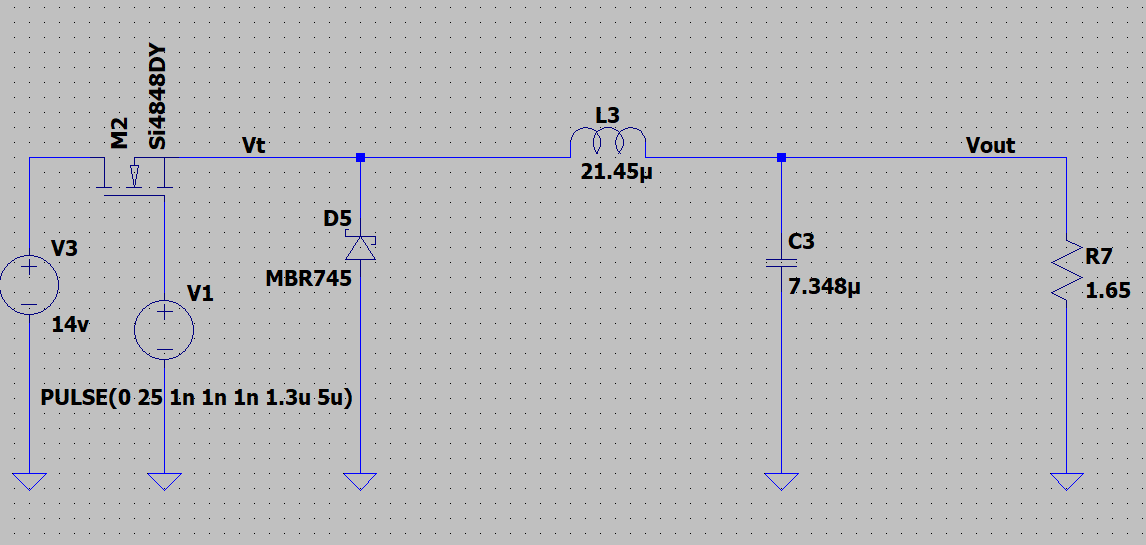 M2
Si4848DY
Vt
L3
21.45µ
Vout
V3
14v
V1
PULSE(0 25 1n 1n 1n 1.3u 5u)
D5
MBR745
C3
7.348µ
R7
1.65